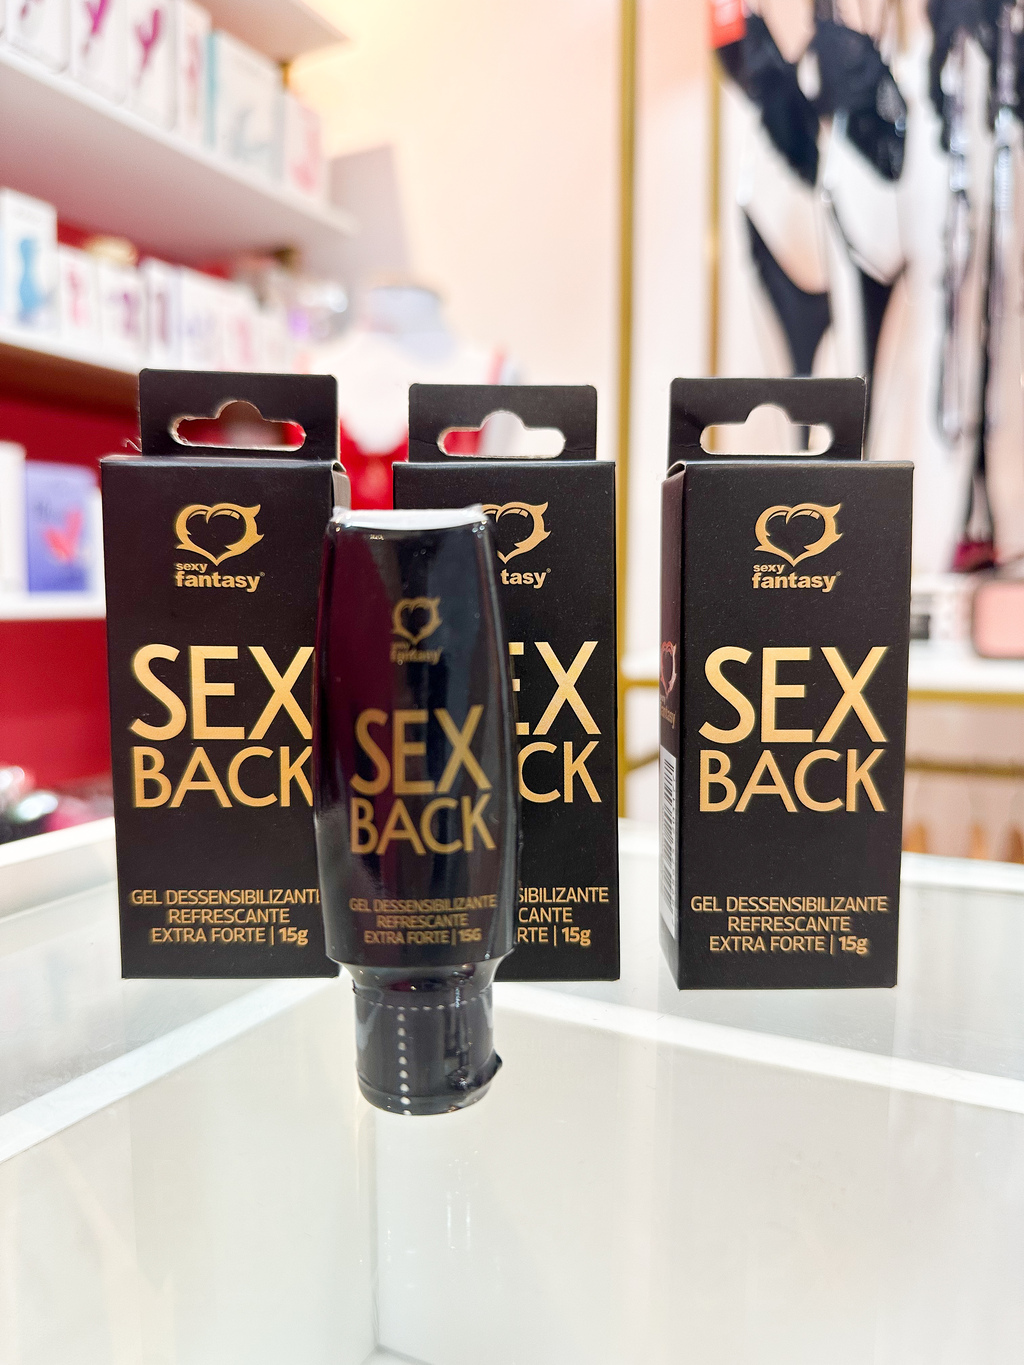 sexy
fantasy®
SEX
BACK
GEL DESSENSIBILIZANTE
REFRESCANTE
EXTRA FORTE | 15g
fantasy
SEX
BACK
GEL DESSENSIBILIZANTE
REFRESCANTE
EXTRA FORTE | 15G
tasy®
EX
CK
SIBILIZANTE
CANTE
RTE | 15g
sexy
fantasy®
SEX
BACK
GEL DESSENSIBILIZANTE
REFRESCANTE
EXTRA FORTE | 15g